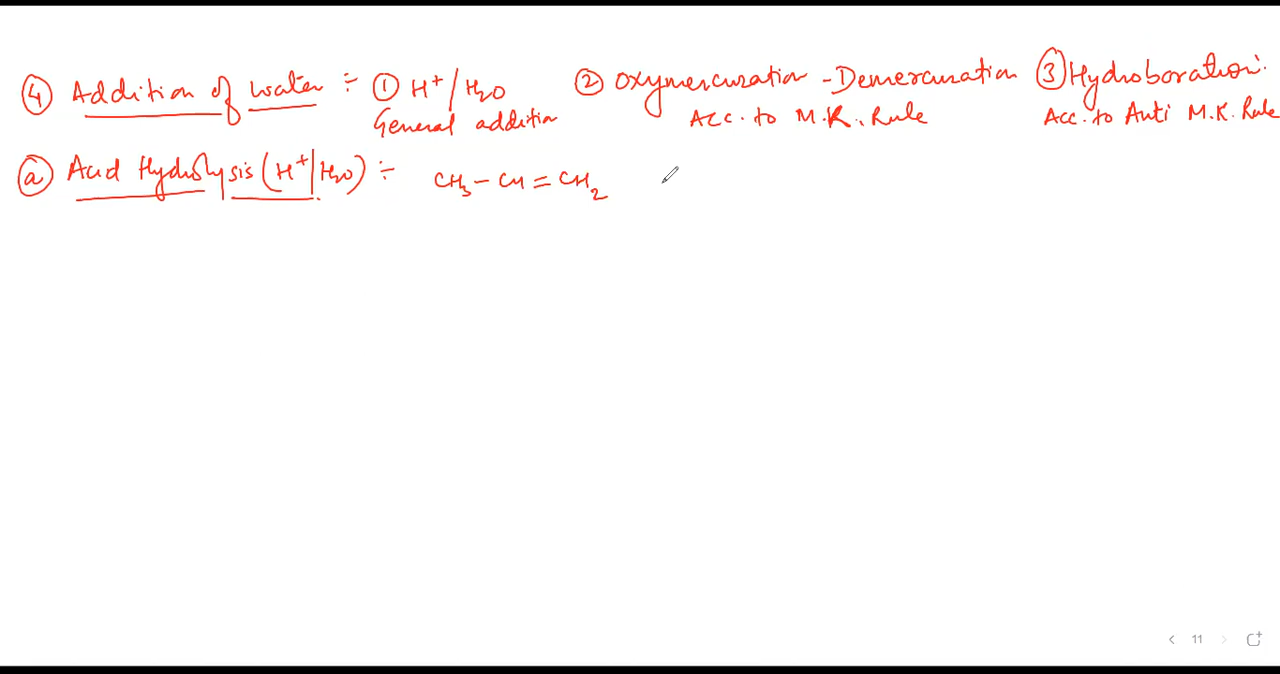 ④ Addition of water :- ① H⁺/H₂O ② Oxymercuration - Demercuration ③ Hydroboration:
General addition Acc. to M.K. Rule Acc. to Anti M.K. Rule
ⓐ Acid Hydrolysis (H⁺/H₂O) :- CH₃-CH=CH₂
< 11 >